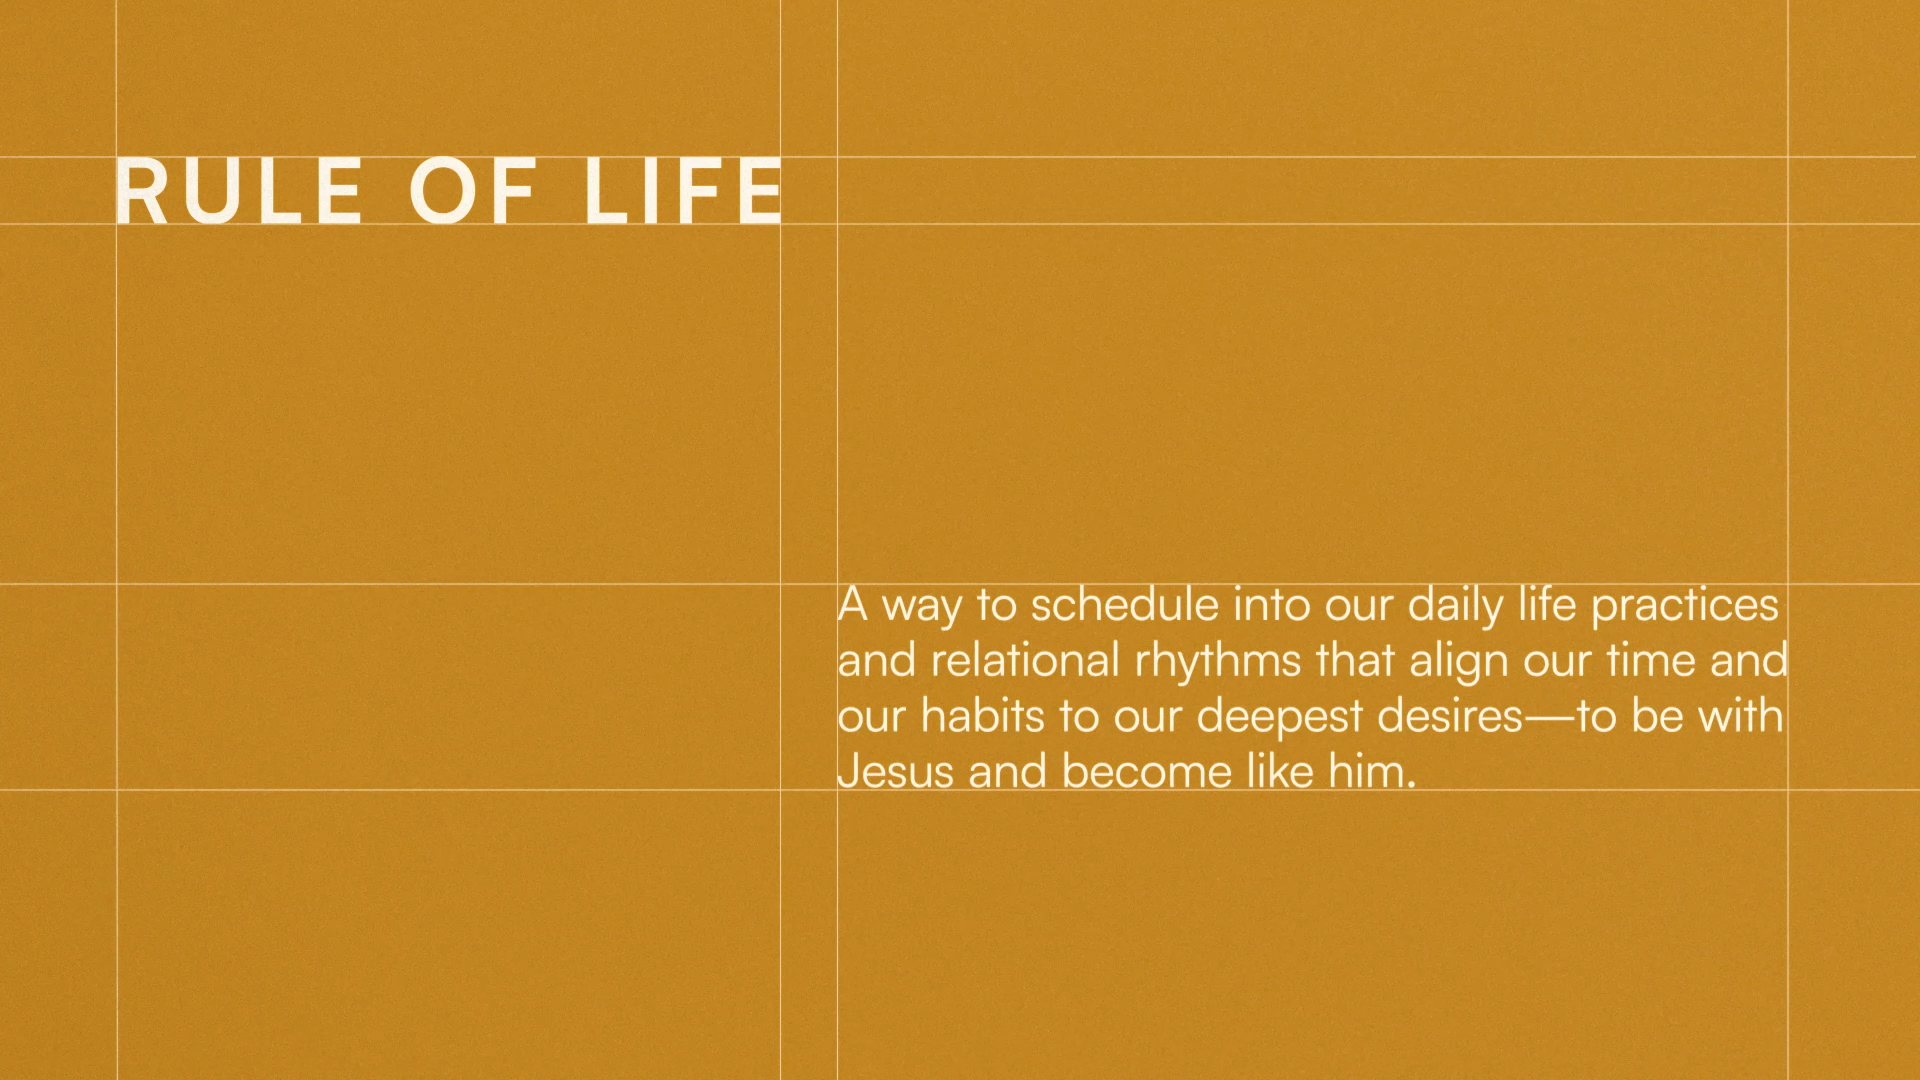 RULE OF LIFE
A way to schedule into our daily life practices
and relational rhythms that align our time and
our habits to our deepest desires—to be with
Jesus and become like him.